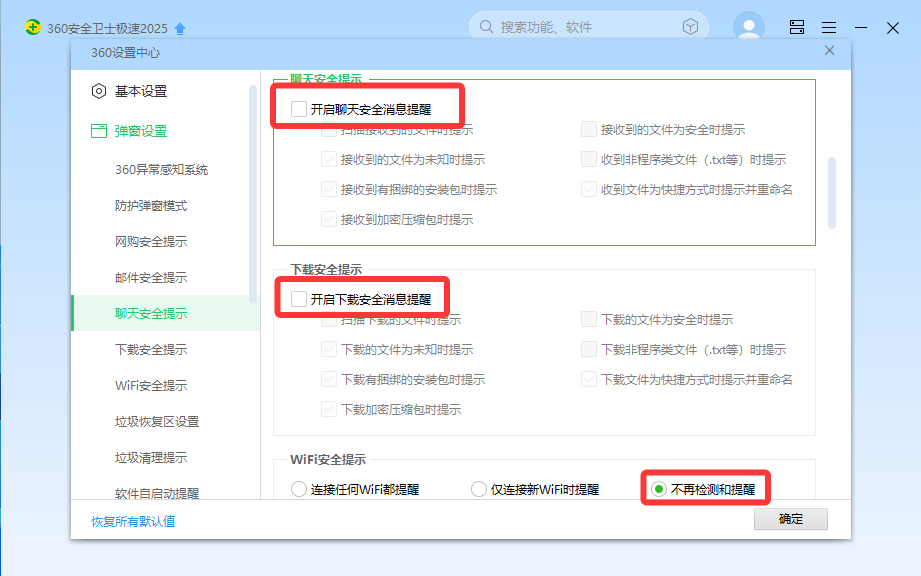 360安全卫士极速2025
搜索功能、软件
360设置中心
基本设置
弹窗设置
360异常感知系统
防护弹窗模式
网购安全提示
邮件安全提示
聊天安全提示
下载安全提示
WiFi安全提示
垃圾恢复区设置
垃圾清理提示
软件自启动提醒
恢复所有默认值
聊天安全提示
开启聊天安全消息提醒
扫描接收到的文件时提示 接收到的文件为安全时提示
接收到的文件为未知时提示 收到非程序类文件（.txt等）时提示
接收到有捆绑的安装包时提示 收到文件为快捷方式时提示并重命名
接收到加密压缩包时提示
下载安全提示
开启下载安全消息提醒
扫描下载的文件时提示 下载的文件为安全时提示
下载的文件为未知时提示 下载非程序类文件（.txt等）时提示
下载有捆绑的安装包时提示 下载文件为快捷方式时提示并重命名
下载加密压缩包时提示
WiFi安全提示
连接任何WiFi都提醒 仅连接新WiFi时提醒 不再检测和提醒
确定